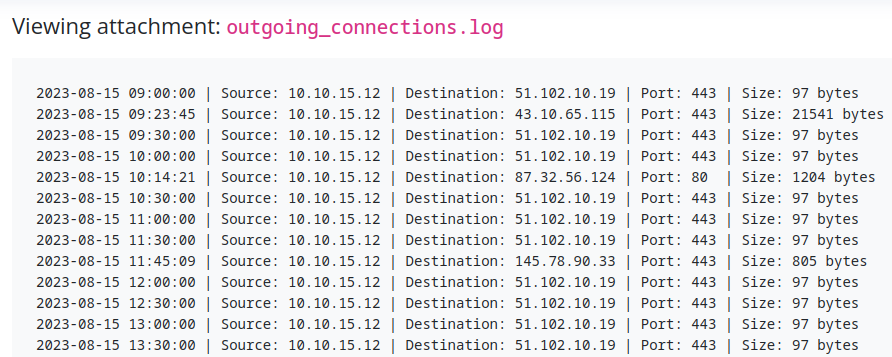 Viewing attachment: outgoing_connections.log
2023-08-15 09:00:00 | Source: 10.10.15.12 | Destination: 51.102.10.19 | Port: 443 | Size: 97 bytes
2023-08-15 09:23:45 | Source: 10.10.15.12 | Destination: 43.10.65.115 | Port: 443 | Size: 21541 bytes
2023-08-15 09:30:00 | Source: 10.10.15.12 | Destination: 51.102.10.19 | Port: 443 | Size: 97 bytes
2023-08-15 10:00:00 | Source: 10.10.15.12 | Destination: 51.102.10.19 | Port: 443 | Size: 97 bytes
2023-08-15 10:14:21 | Source: 10.10.15.12 | Destination: 87.32.56.124 | Port: 80  | Size: 1204 bytes
2023-08-15 10:30:00 | Source: 10.10.15.12 | Destination: 51.102.10.19 | Port: 443 | Size: 97 bytes
2023-08-15 11:00:00 | Source: 10.10.15.12 | Destination: 51.102.10.19 | Port: 443 | Size: 97 bytes
2023-08-15 11:30:00 | Source: 10.10.15.12 | Destination: 51.102.10.19 | Port: 443 | Size: 97 bytes
2023-08-15 11:45:09 | Source: 10.10.15.12 | Destination: 145.78.90.33 | Port: 443 | Size: 805 bytes
2023-08-15 12:00:00 | Source: 10.10.15.12 | Destination: 51.102.10.19 | Port: 443 | Size: 97 bytes
2023-08-15 12:30:00 | Source: 10.10.15.12 | Destination: 51.102.10.19 | Port: 443 | Size: 97 bytes
2023-08-15 13:00:00 | Source: 10.10.15.12 | Destination: 51.102.10.19 | Port: 443 | Size: 97 bytes
2023-08-15 13:30:00 | Source: 10.10.15.12 | Destination: 51.102.10.19 | Port: 443 | Size: 97 bytes